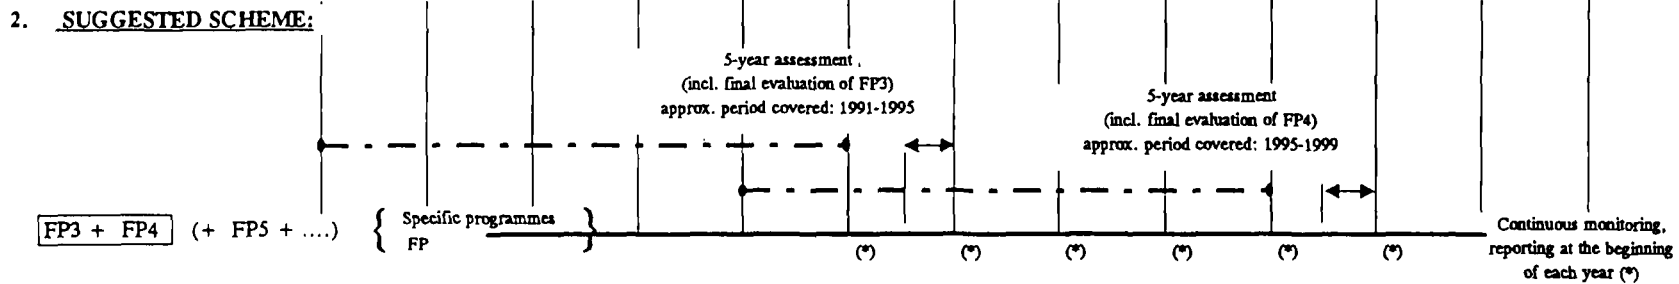 2. SUGGESTED SCHEME:
5-year assessment
(incl. final evaluation of FP3)
approx. period covered: 1991-1995
5-year assessment
(incl. final evaluation of FP4)
approx. period covered: 1995-1999
FP3 + FP4 (+ FP5 + ....) { Specific programmes }
FP
(*) (*) (*) (*) (*) (*)
Continuous monitoring,
reporting at the beginning
of each year (*)